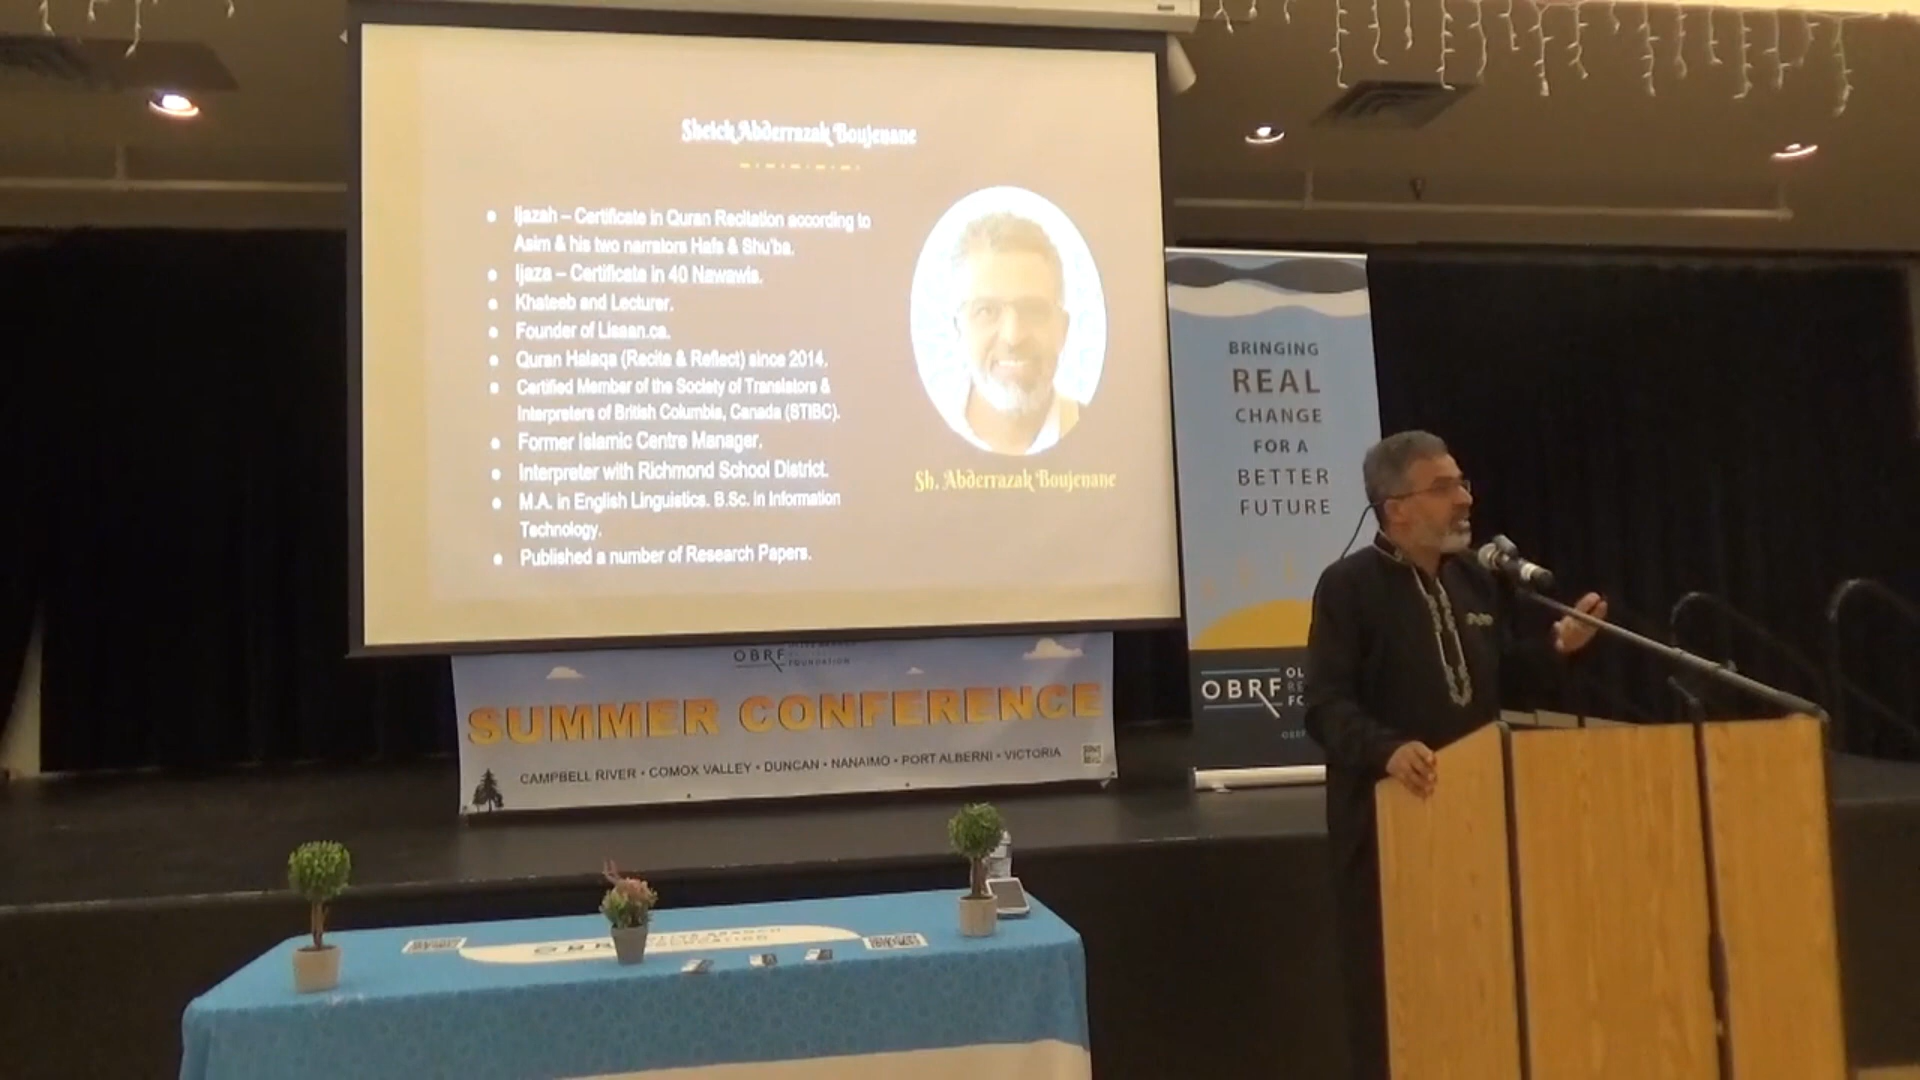 Sheick Abderrazak Boujenane
Ijazah – Certificate in Quran Recitation according to
Asim & his two narrators Hafs & Shu'ba.
Ijaza – Certificate in 40 Nawawis.
Khateeb and Lecturer.
Founder of Lisaan.ca.
Quran Halaqa (Recite & Reflect) since 2014.
Certified Member of the Society of Translators &
Interpreters of British Columbia, Canada (STIBC).
Former Islamic Centre Manager.
Interpreter with Richmond School District.
M.A. in English Linguistics. B.Sc. in Information
Technology.
Published a number of Research Papers.
Sh. Abderrazak Boujenane
BRINGING
REAL
CHANGE
FOR A
BETTER
FUTURE
OBRF
OBRF
FOUNDATION
SUMMER CONFERENCE
CAMPBELL RIVER • COMOX VALLEY • DUNCAN • NANAIMO • PORT ALBERNI • VICTORIA